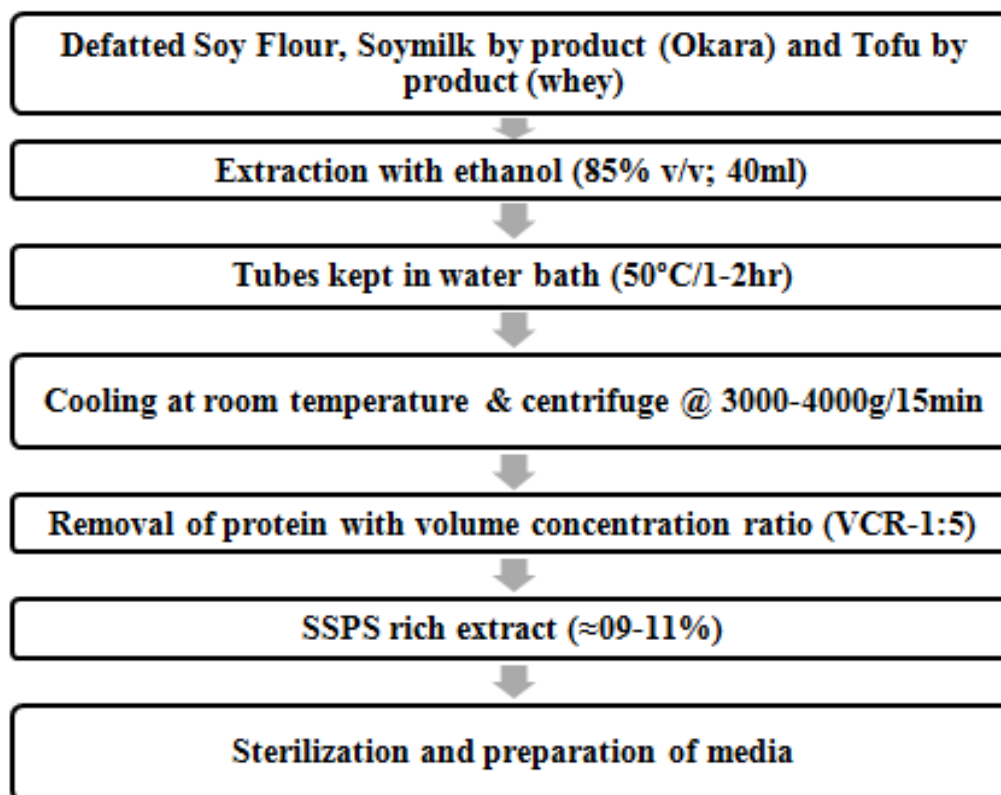 Defatted Soy Flour, Soymilk by product (Okara) and Tofu by
product (whey)
Extraction with ethanol (85% v/v; 40ml)
Tubes kept in water bath (50°C/1-2hr)
Cooling at room temperature & centrifuge @ 3000-4000g/15min
Removal of protein with volume concentration ratio (VCR-1:5)
SSPS rich extract (≈09-11%)
Sterilization and preparation of media